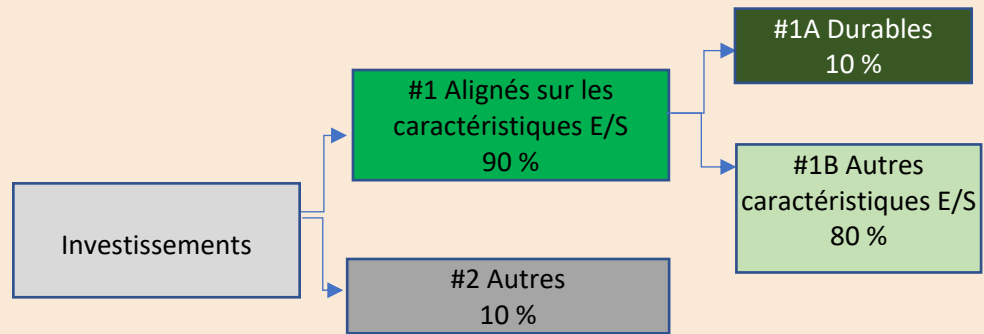 Investissements
#1 Alignés sur les
caractéristiques E/S
90 %
#2 Autres
10 %
#1A Durables
10 %
#1B Autres
caractéristiques E/S
80 %